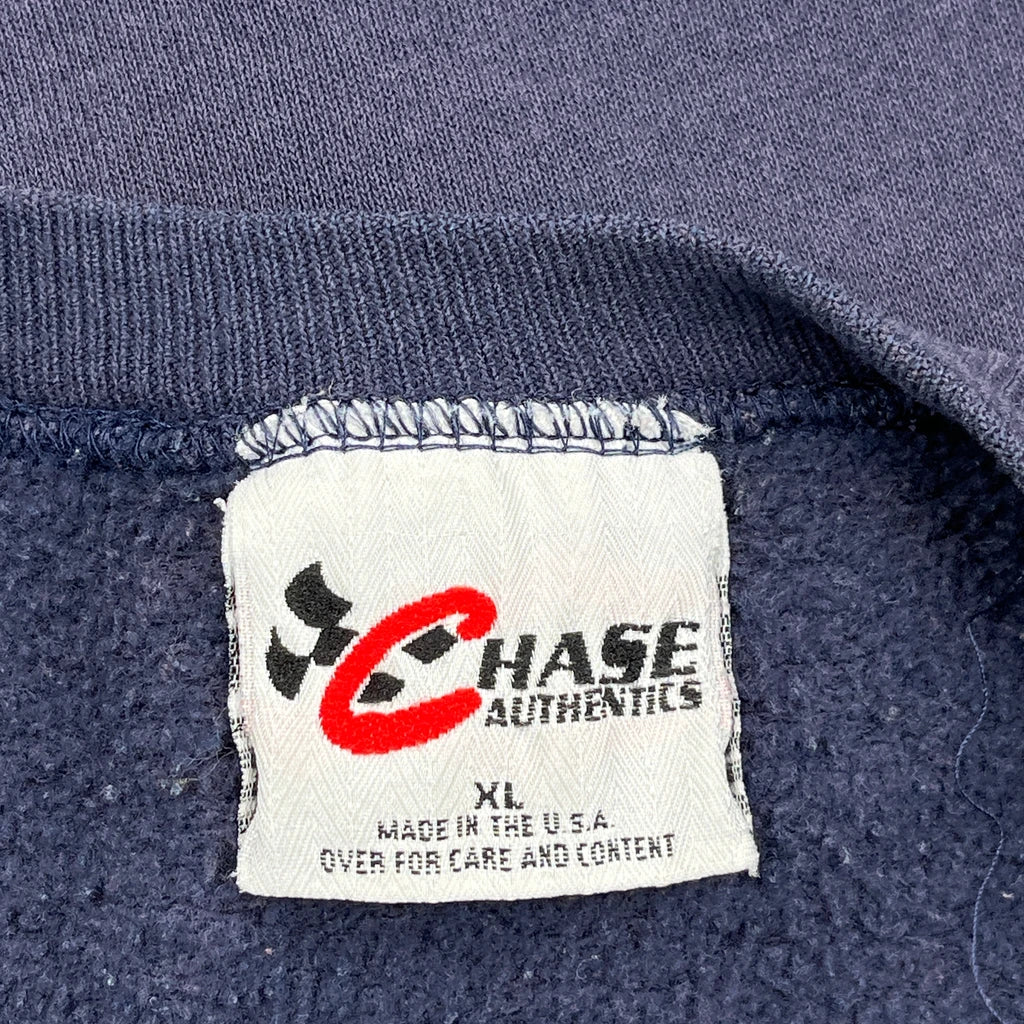 CHASE
AUTHENTICS
XL
MADE IN THE U.S.A.
OVER FOR CARE AND CONTENT